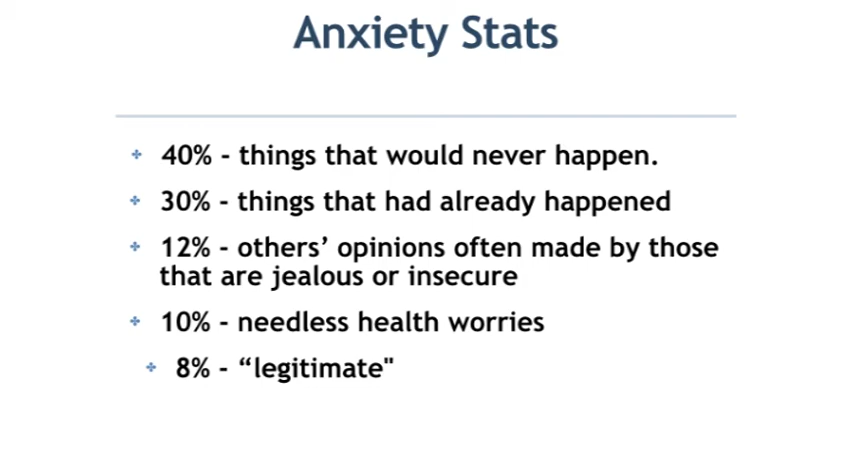 Anxiety Stats
40% - things that would never happen.
30% - things that had already happened
12% - others’ opinions often made by those
that are jealous or insecure
10% - needless health worries
8% - “legitimate"